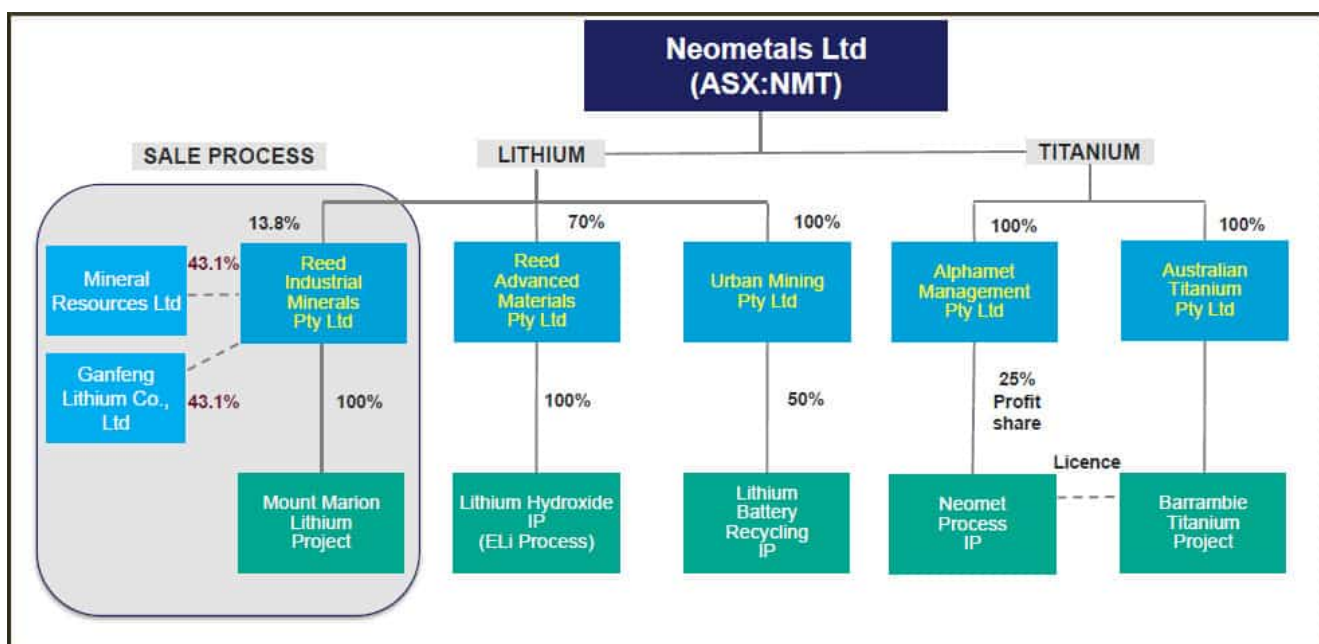 Neometals Ltd
(ASX:NMT)
SALE PROCESS
LITHIUM
TITANIUM
13.8%
70%
100%
100%
100%
Mineral
Resources Ltd
43.1%
Reed
Industrial
Minerals
Pty Ltd
Reed
Advanced
Materials
Pty Ltd
Urban Mining
Pty Ltd
Alphamet
Management
Pty Ltd
Australian
Titanium
Pty Ltd
Ganfeng
Lithium Co.,
Ltd
43.1%
100%
100%
50%
25%
Profit
share
Licence
Mount Marion
Lithium
Project
Lithium Hydroxide
IP
(ELi Process)
Lithium
Battery
Recycling
IP
Neomet
Process
IP
Barrambie
Titanium
Project